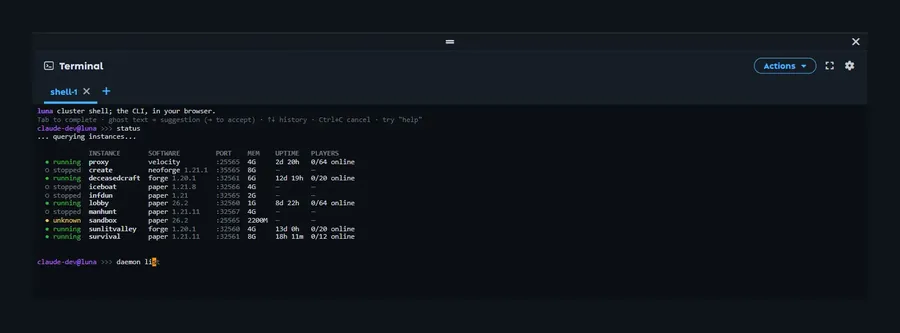 Terminal
Actions
shell-1
luna cluster shell; the CLI, in your browser.
Tab to complete · ghost text = suggestion (→ to accept) · ↑↓ history · Ctrl+C cancel · try "help"
claude-dev@luna >>> status
... querying instances...
INSTANCE SOFTWARE PORT MEM UPTIME PLAYERS
● running proxy velocity :25565 4G 2d 20h 0/64 online
○ stopped create neoforge 1.21.1 :35565 8G — —
● running deceasedcraft forge 1.20.1 :32561 6G 12d 19h 0/20 online
○ stopped iceboat paper 1.21.8 :32566 4G — —
○ stopped infdun paper 1.21 :32565 2G — —
● running lobby paper 26.2 :32560 1G 8d 22h 0/64 online
○ stopped manhunt paper 1.21.11 :32567 4G — —
● unknown sandbox paper 26.2 :25565 2200M — —
● running sunlitvalley forge 1.20.1 :32560 4G 13d 0h 0/20 online
● running survival paper 1.21.11 :32561 8G 18h 11m 0/12 online
claude-dev@luna >>> daemon list